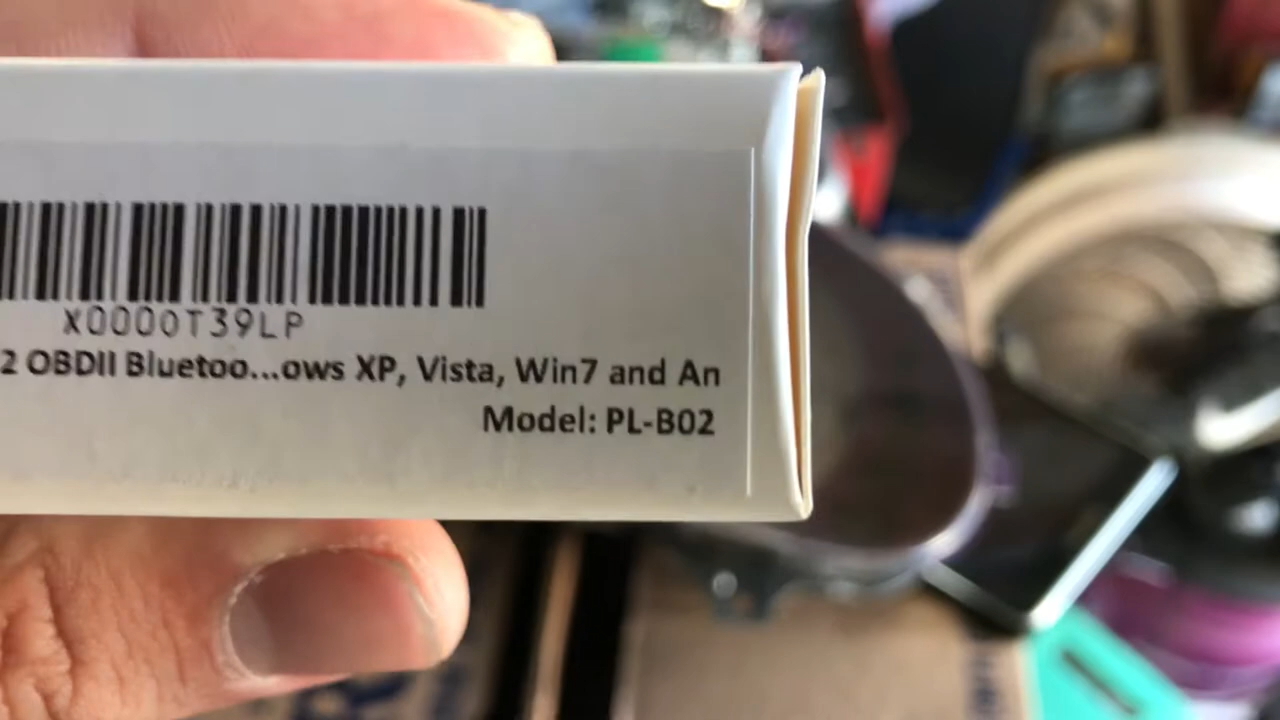 X0000T39LP
2 OBDII Bluetoo...ows XP, Vista, Win7 and An
Model: PL-B02